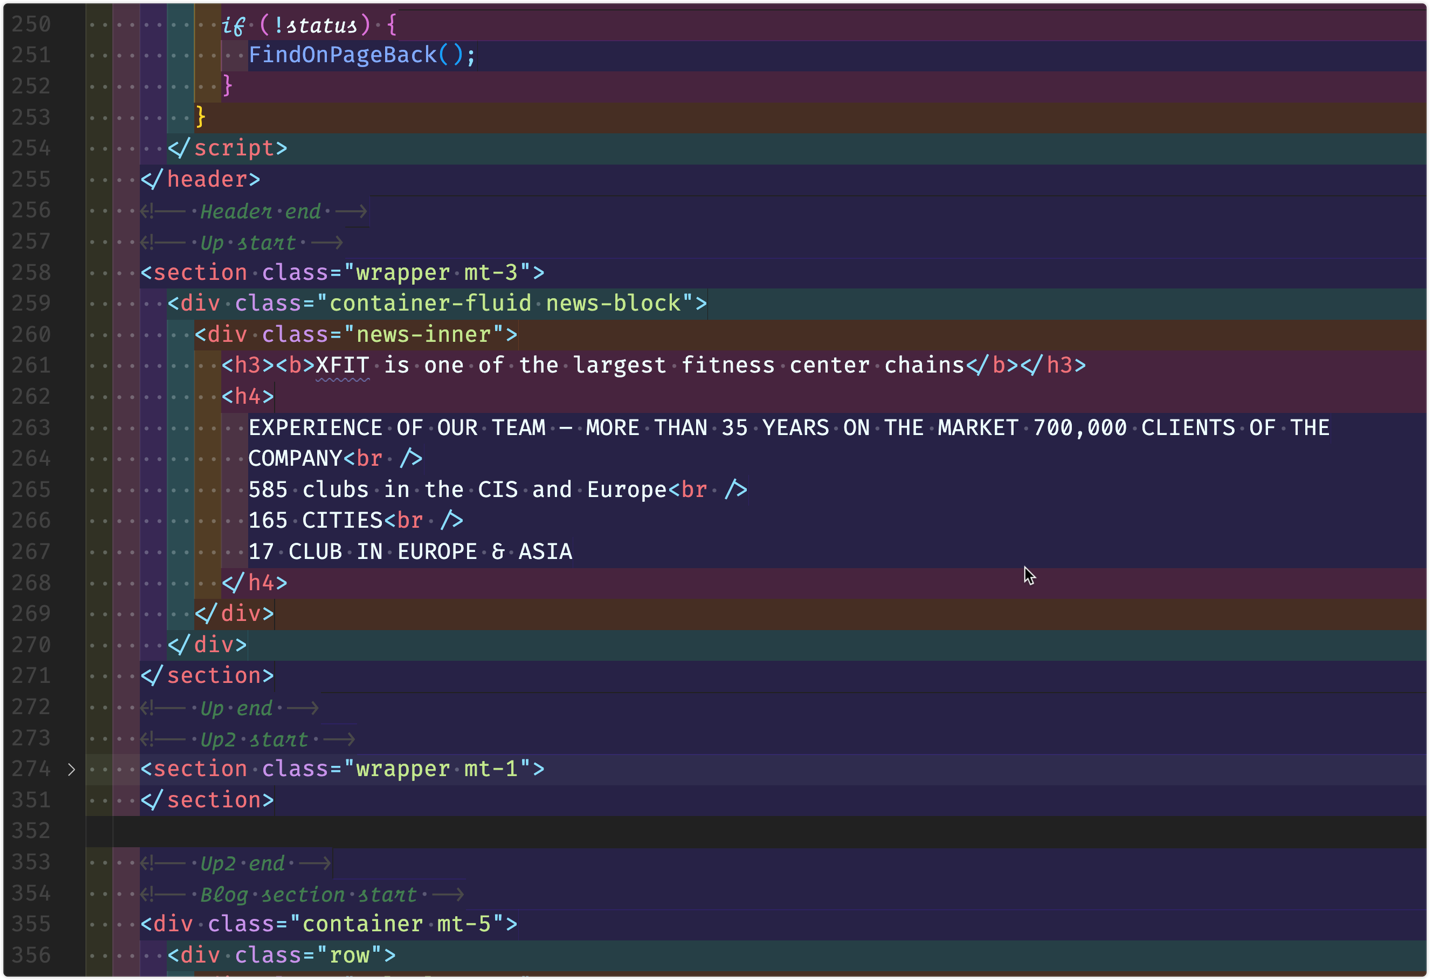 250 if (!status) {
251 FindOnPageBack();
252 }
253 }
254 </script>
255 </header>
256 <!-- Header end -->
257 <!-- Up start -->
258 <section class="wrapper mt-3">
259 <div class="container-fluid news-block">
260 <div class="news-inner">
261 <h3><b>XFIT is one of the largest fitness center chains</b></h3>
262 <h4>
263 EXPERIENCE OF OUR TEAM – MORE THAN 35 YEARS ON THE MARKET 700,000 CLIENTS OF THE
264 COMPANY<br />
265 585 clubs in the CIS and Europe<br />
266 165 CITIES<br />
267 17 CLUB IN EUROPE & ASIA
268 </h4>
269 </div>
270 </div>
271 </section>
272 <!-- Up end -->
273 <!-- Up2 start -->
274 <section class="wrapper mt-1">
351 </section>
352
353 <!-- Up2 end -->
354 <!-- Blog section start -->
355 <div class="container mt-5">
356 <div class="row">